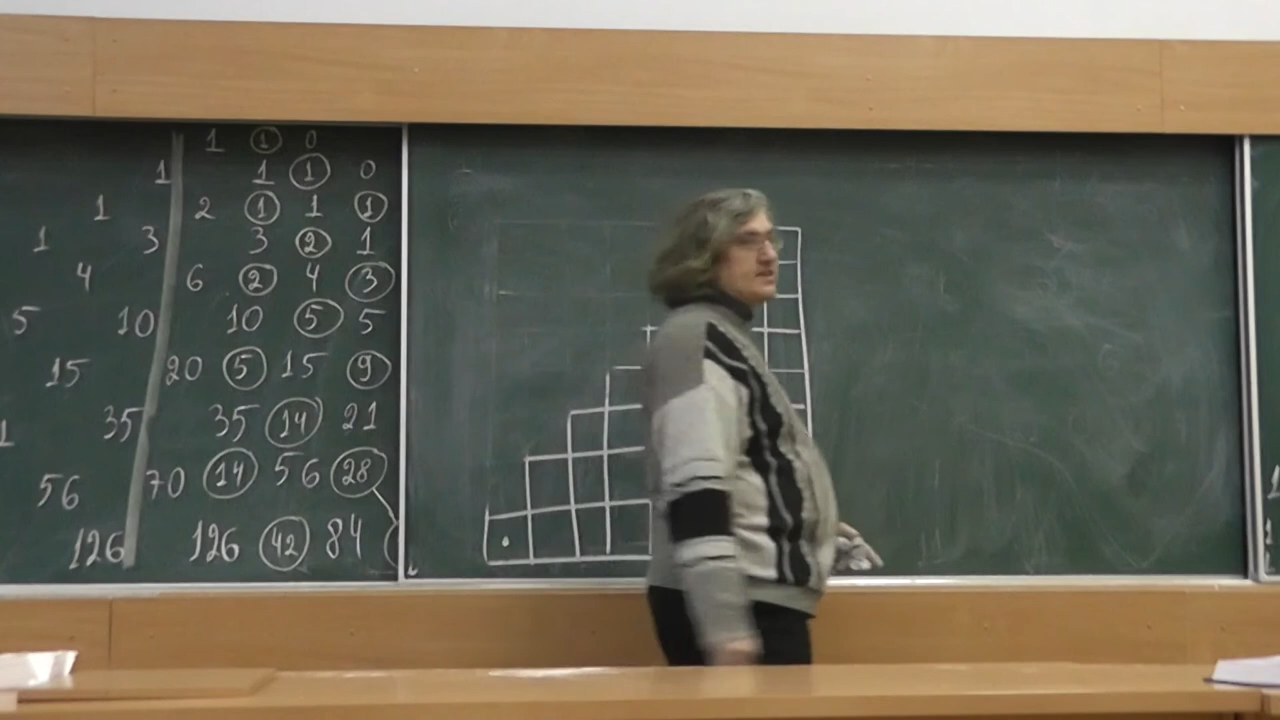 1 1 0
1 1 1 0
1 2 1 1 1
1 3 3 2 1
4 6 2 4 3
5 10 10 5 5
15 20 5 15 9
1 35 35 14 21
56 70 14 56 28
126 126 42 84